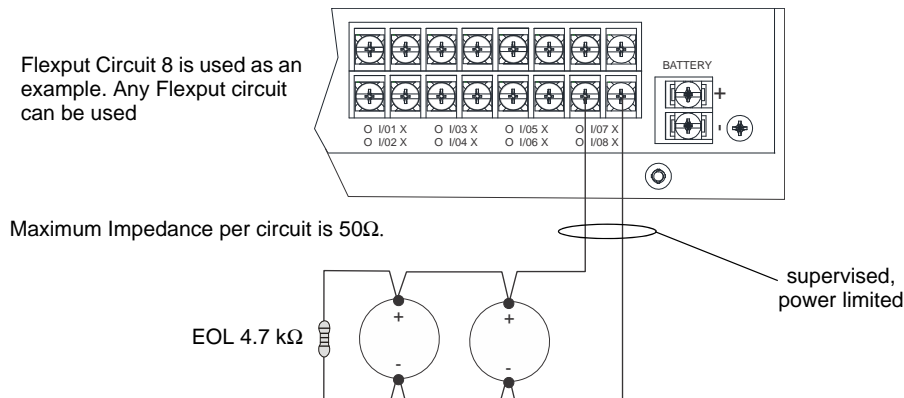 Flexput Circuit 8 is used as an
example. Any Flexput circuit
can be used
BATTERY
+
-
O I/01 X O I/03 X O I/05 X O I/07 X
O I/02 X O I/04 X O I/06 X O I/08 X
Maximum Impedance per circuit is 50Ω.
supervised,
power limited
EOL 4.7 kΩ
+ +
- -